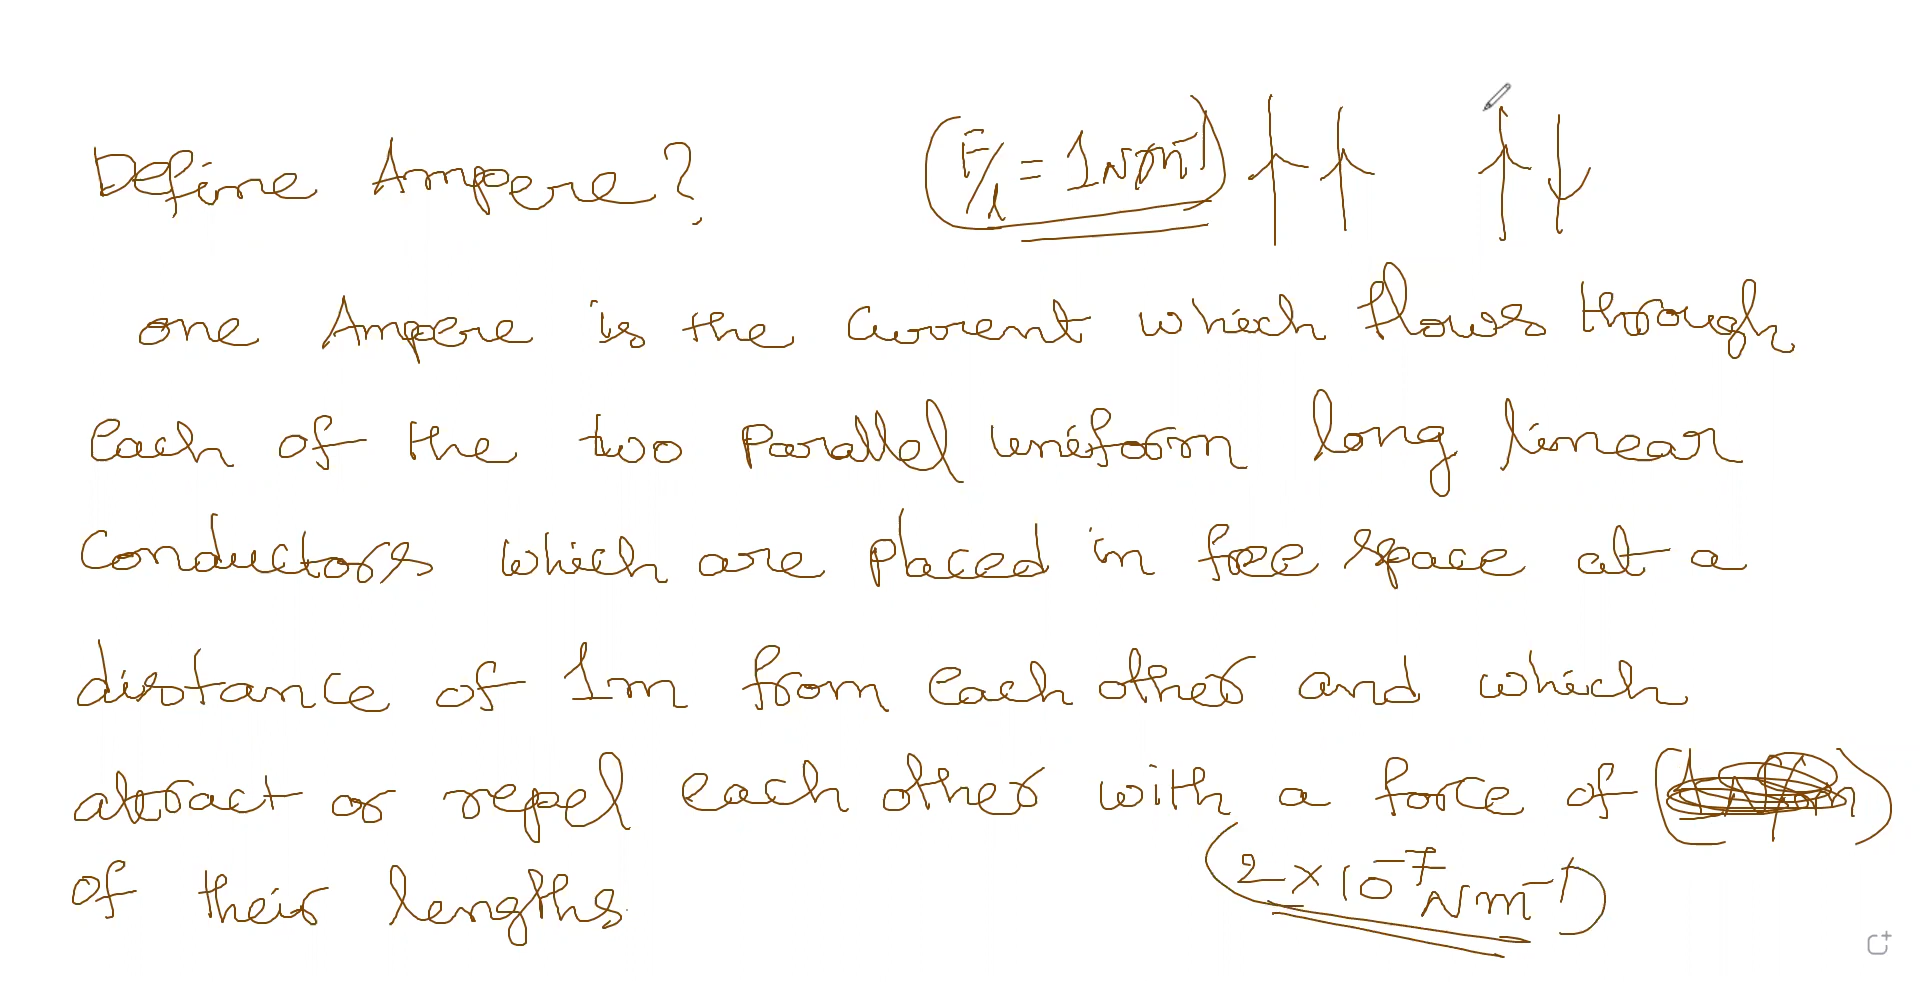 Define Ampere? (F/l = 1Nm⁻¹)
one Ampere is the current which flows through
each of the two parallel uniform long linear
conductors which are placed in free space at a
distance of 1m from each other and which
attract or repel each other with a force of
of their lengths (2 × 10⁻⁷ Nm⁻¹)